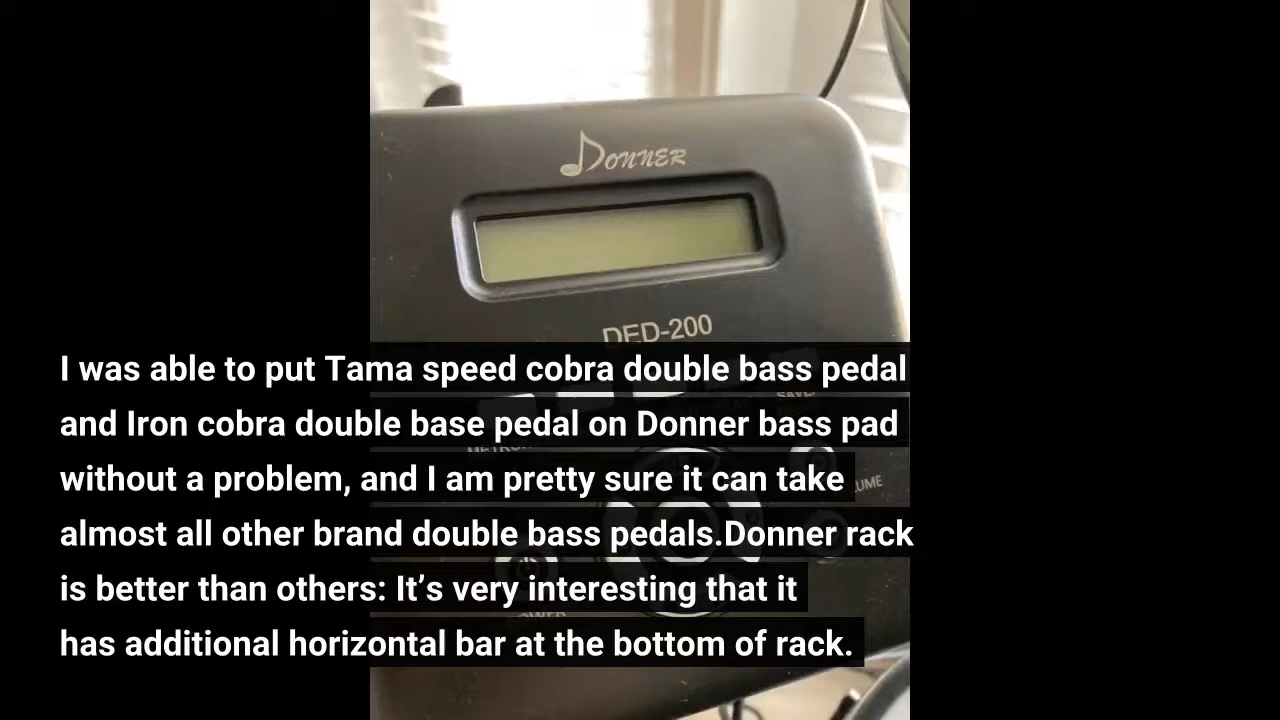 DONNER
DED-200
I was able to put Tama speed cobra double bass pedal
and Iron cobra double base pedal on Donner bass pad
without a problem, and I am pretty sure it can take
almost all other brand double bass pedals.Donner rack
is better than others: It’s very interesting that it
has additional horizontal bar at the bottom of rack.